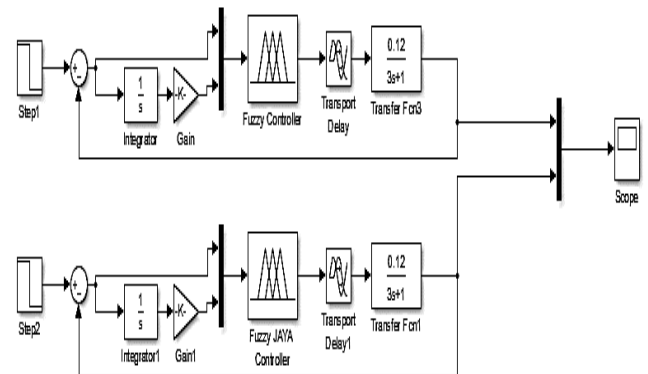 +
-
Step1
1
s
Integrator
-K-
Gain
Fuzzy Controller
Transport
Delay
0.12
3s+1
Transfer Fcn3
Scope
+
-
Step2
1
s
Integrator1
-K-
Gain1
Fuzzy JAYA
Controller
Transport
Delay1
0.12
3s+1
Transfer Fcn1